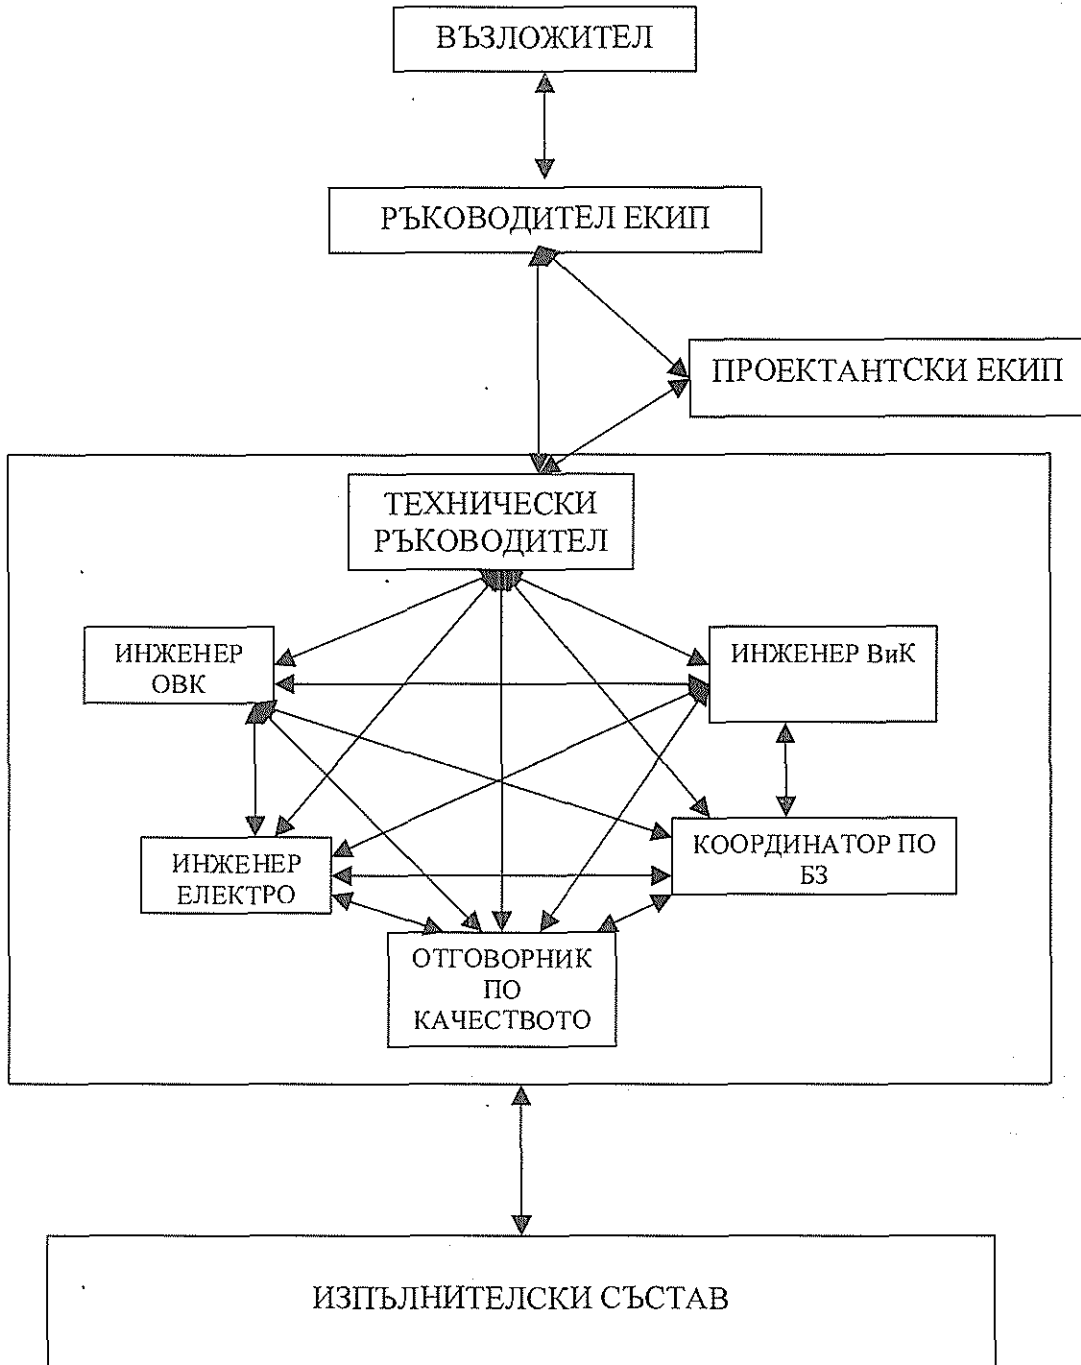 ВЪЗЛОЖИТЕЛ
РЪКОВОДИТЕЛ ЕКИП
ПРОЕКТАНТСКИ ЕКИП
ТЕХНИЧЕСКИ
РЪКОВОДИТЕЛ
ИНЖЕНЕР
ОВК
ИНЖЕНЕР ВиК
ИНЖЕНЕР
ЕЛЕКТРО
КООРДИНАТОР ПО
БЗ
ОТГОВОРНИК
ПО
КАЧЕСТВОТО
ИЗПЪЛНИТЕЛСКИ СЪСТАВ